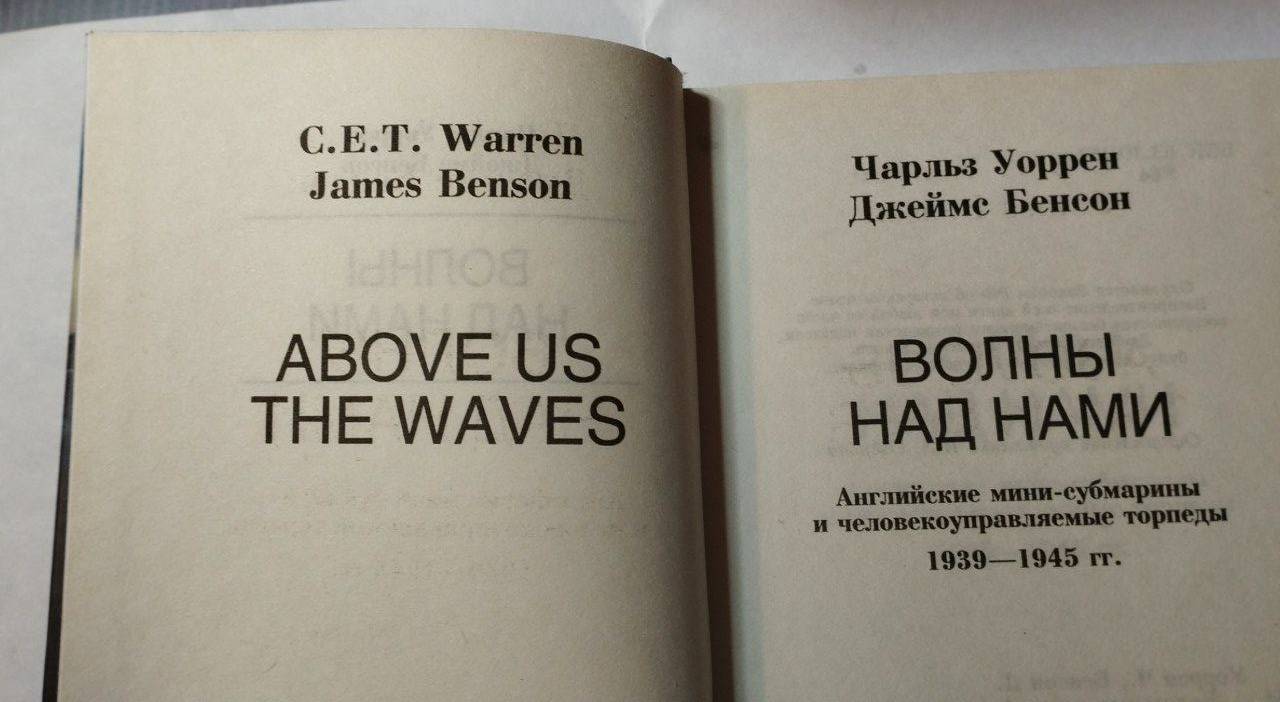 C.E.T. Warren
James Benson
ABOVE US
THE WAVES
Чарльз Уоррен
Джеймс Бенсон
ВОЛНЫ
НАД НАМИ
Английские мини-субмарины
и человекоуправляемые торпеды
1939—1945 гг.